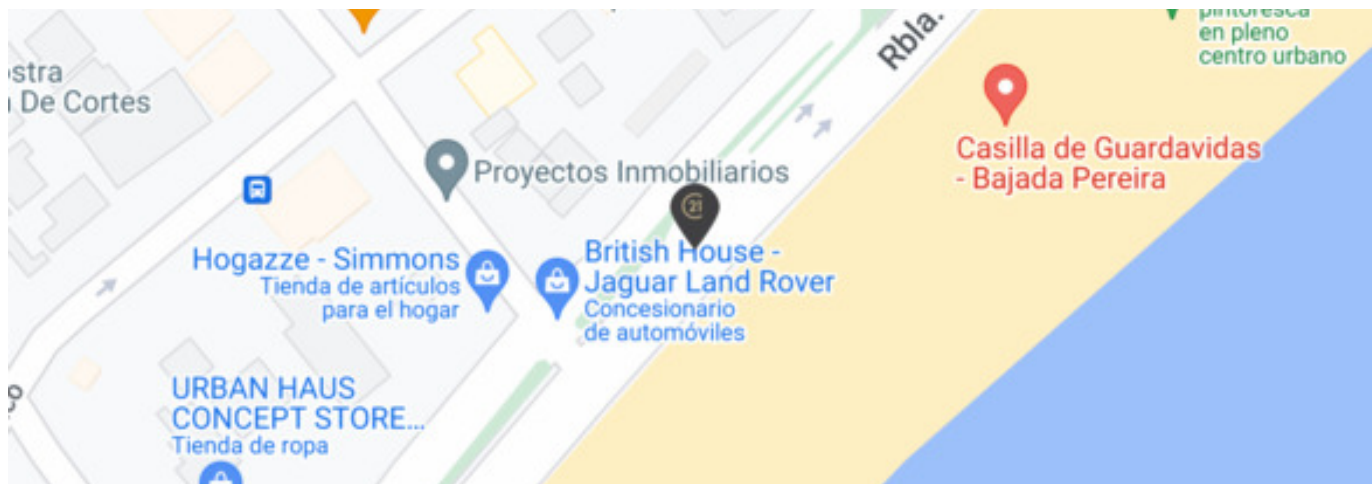 pintoresca
en pleno
centro urbano
Rbla.
ostra
De Cortes
Casilla de Guardavidas
- Bajada Pereira
Proyectos Inmobiliarios
21
Hogazze - Simmons
Tienda de artículos
para el hogar
British House -
Jaguar Land Rover
Concesionario
de automóviles
URBAN HAUS
CONCEPT STORE...
Tienda de ropa